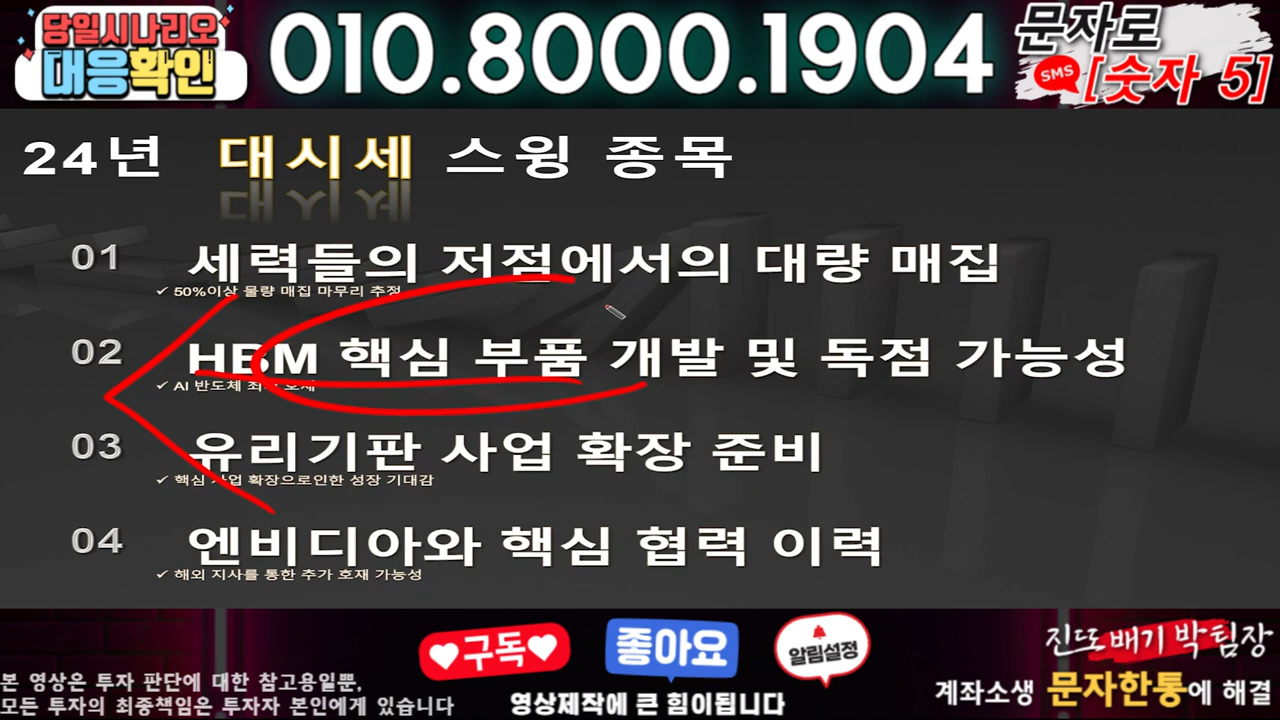 당일시나리오
대응확인
010.8000.1904
문자로
SMS
[숫자 5]
24년 대시세 스윙 종목
01 세력들의 저점에서의 대량 매집
✓ 50%이상 물량 매집 마무리 추정
02 HBM 핵심 부품 개발 및 독점 가능성
✓ AI 반도체 호재
03 유리기판 사업 확장 준비
✓ 핵심 사업 확장으로인한 성장 기대감
04 엔비디아와 핵심 협력 이력
✓ 해외 지사를 통한 추가 호재 가능성
구독
좋아요
알림설정
진또배기 박팀장
본 영상은 투자 판단에 대한 참고용일뿐,
모든 투자의 최종책임은 투자자 본인에게 있습니다
영상제작에 큰 힘이됩니다
계좌소생 문자한통에 해결